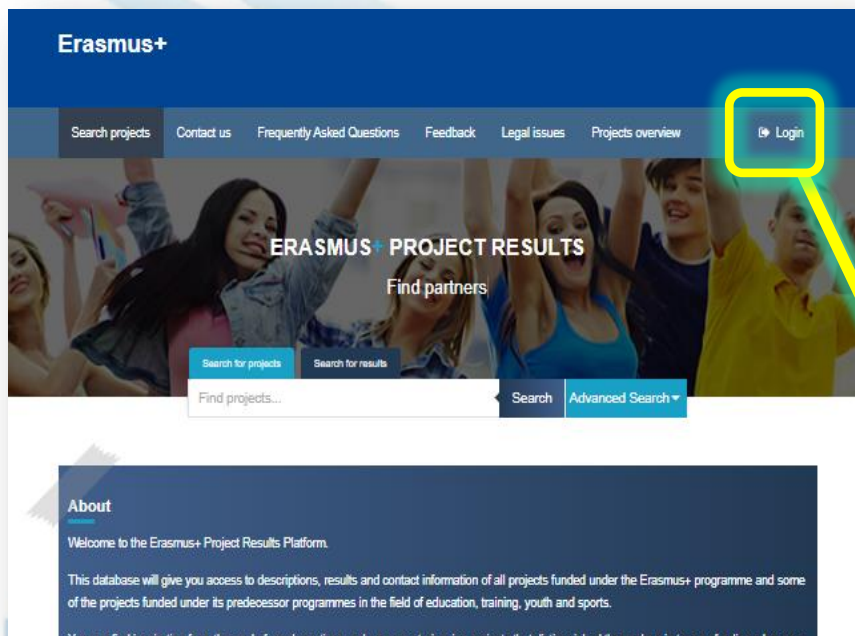 Erasmus+
Search projects Contact us Frequently Asked Questions Feedback Legal issues Projects overview Login
ERASMUS+ PROJECT RESULTS
Find partners
Search for projects Search for results
Find projects... Search Advanced Search
About
Welcome to the Erasmus+ Project Results Platform.
This database will give you access to descriptions, results and contact information of all projects funded under the Erasmus+ programme and some
of the projects funded under its predecessor programmes in the field of education, training, youth and sports.